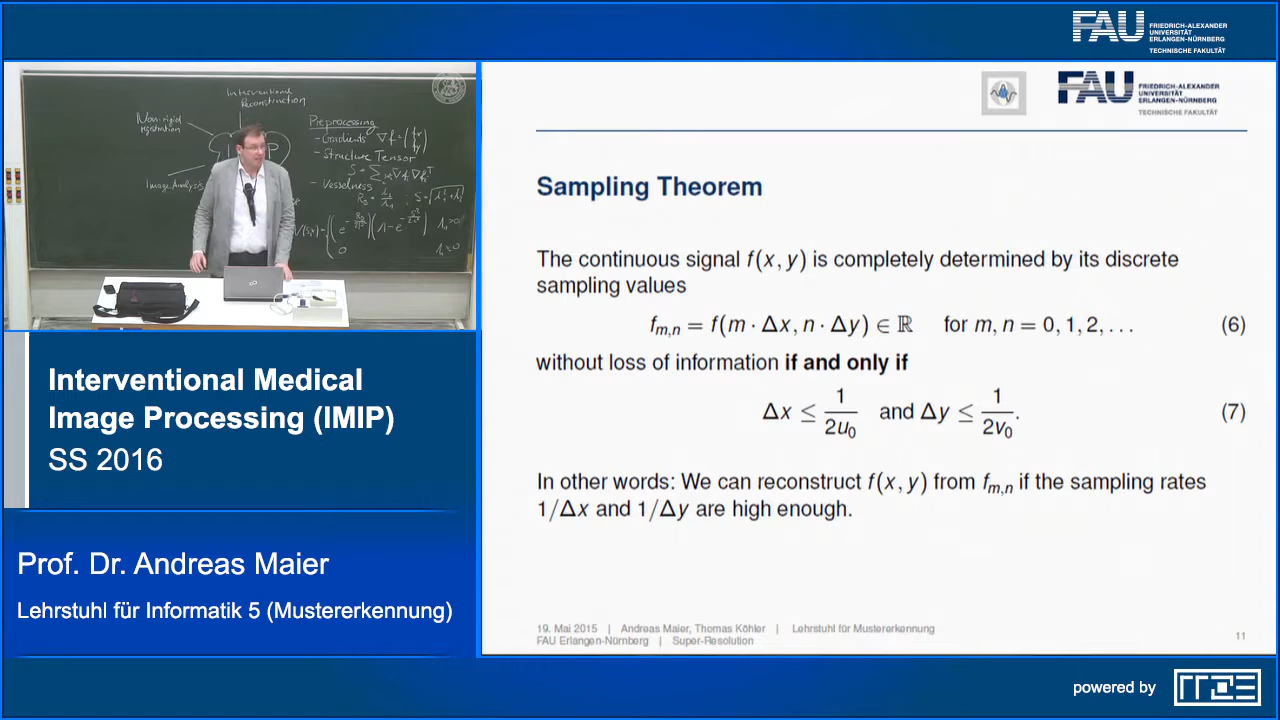 FAU FRIEDRICH-ALEXANDER
UNIVERSITÄT
ERLANGEN-NÜRNBERG
TECHNISCHE FAKULTÄT
Interventional
Reconstruction
Non-rigid
registration
Image Analysis
Preprocessing
- Gradients
- Structure Tensor
- Vesselness
FAU FRIEDRICH-ALEXANDER
UNIVERSITÄT
ERLANGEN-NÜRNBERG
TECHNISCHE FAKULTÄT
Sampling Theorem
The continuous signal f(x, y) is completely determined by its discrete
sampling values
fm,n = f(m · Δx, n · Δy) ∈ ℝ for m, n = 0, 1, 2, . . . (6)
without loss of information if and only if
Δx ≤ 1/2u₀ and Δy ≤ 1/2v₀. (7)
In other words: We can reconstruct f(x, y) from fm,n if the sampling rates
1/Δx and 1/Δy are high enough.
19. Mai 2015 | Andreas Maier, Thomas Köhler | Lehrstuhl für Mustererkennung
FAU Erlangen-Nürnberg | Super-Resolution
11
Interventional Medical
Image Processing (IMIP)
SS 2016
Prof. Dr. Andreas Maier
Lehrstuhl für Informatik 5 (Mustererkennung)
powered by